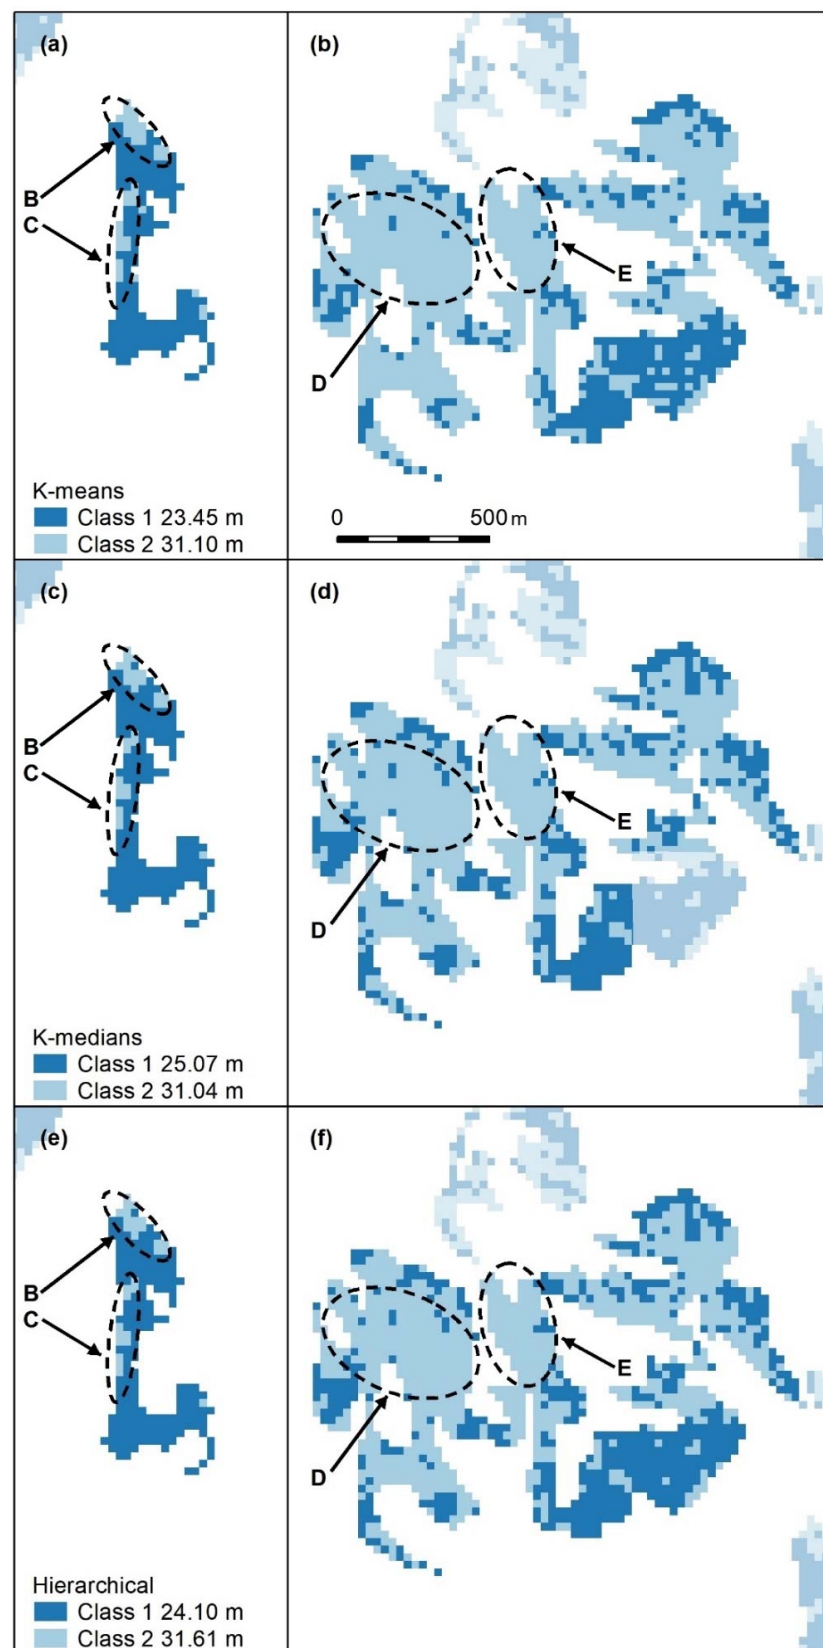 (a)
B
C
K-means
Class 1 23.45 m
Class 2 31.10 m
(b)
E
D
0 500 m
(c)
B
C
K-medians
Class 1 25.07 m
Class 2 31.04 m
(d)
E
D
(e)
B
C
Hierarchical
Class 1 24.10 m
Class 2 31.61 m
(f)
E
D